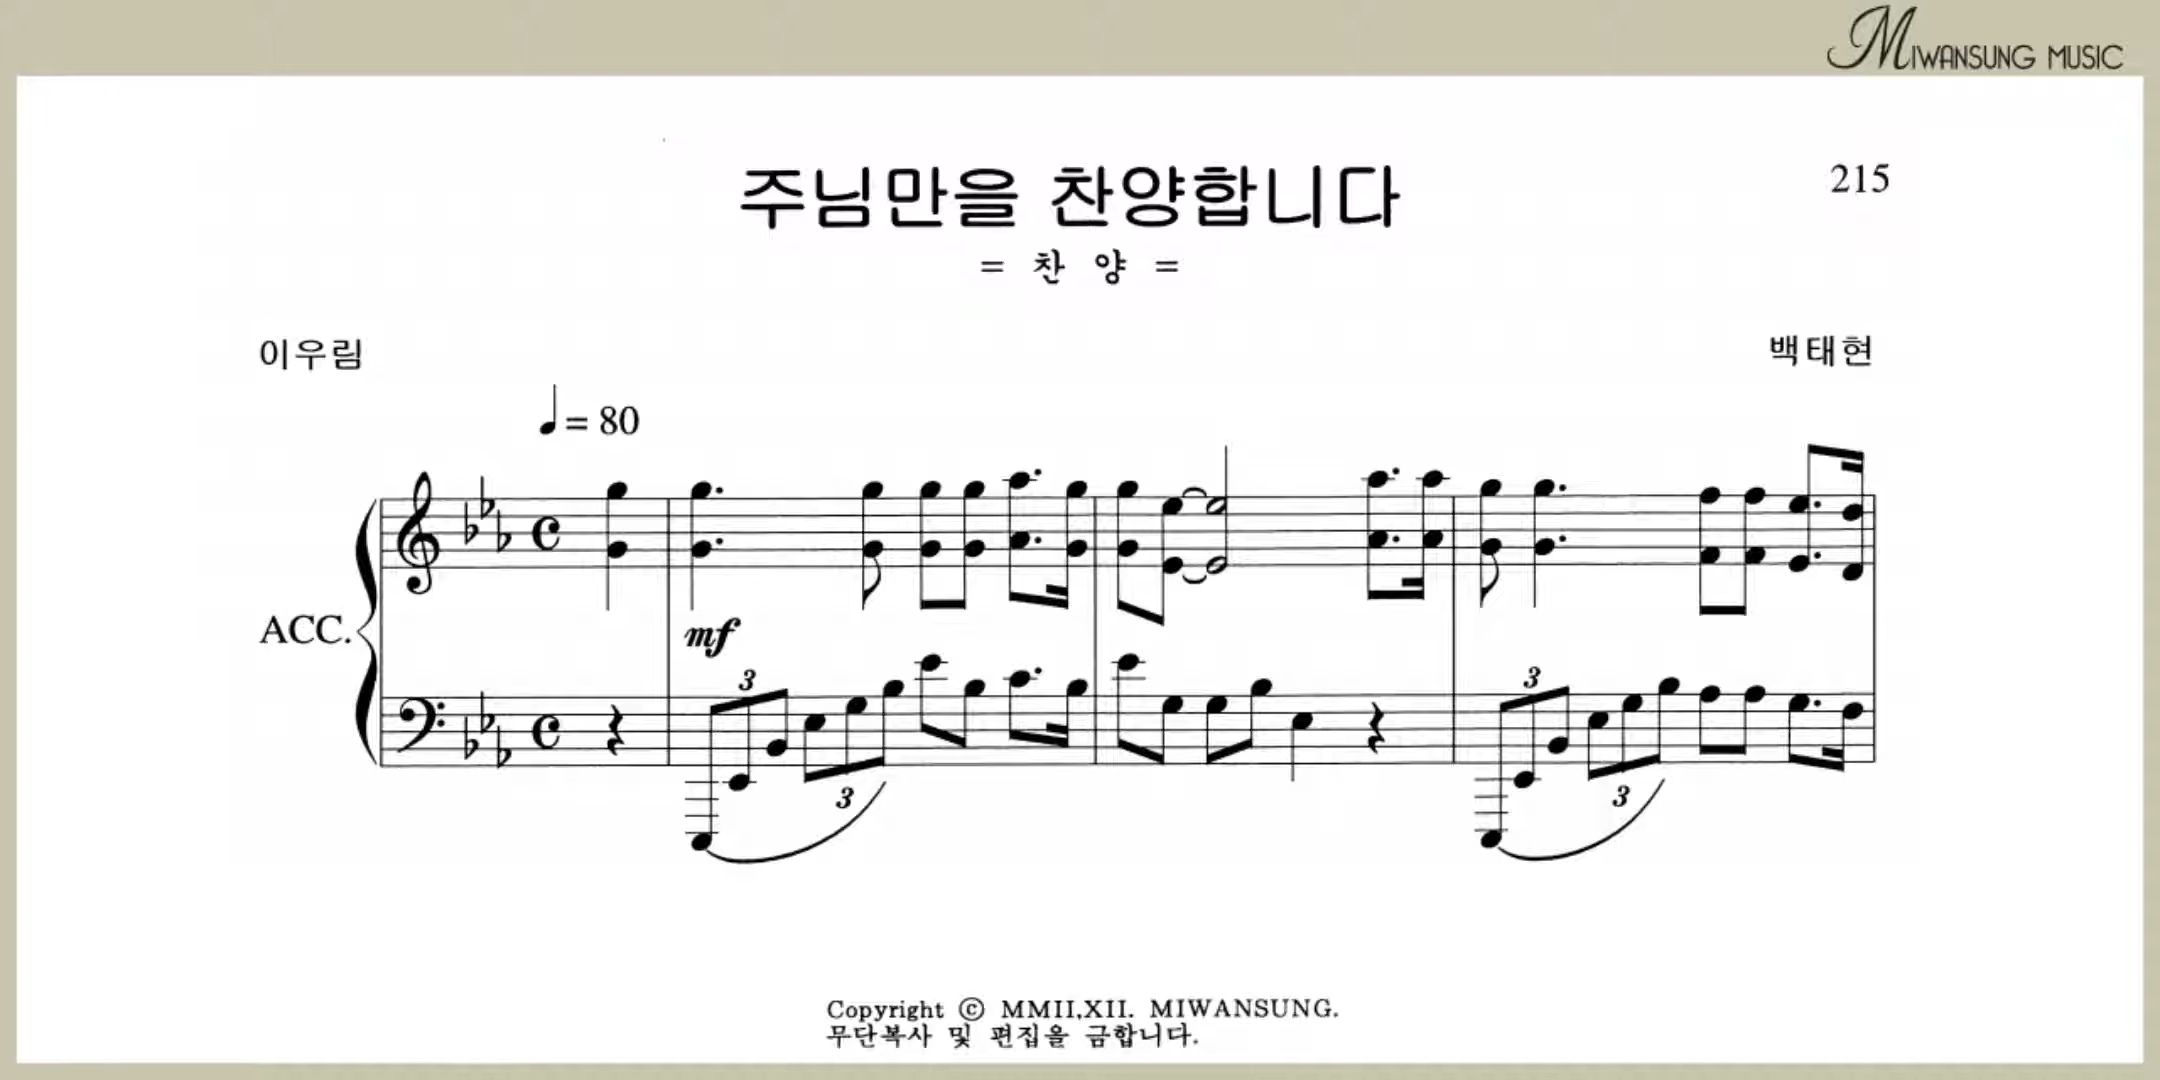 MIWANSUNG MUSIC
215
주님만을 찬양합니다
= 찬 양 =
이우림
백태현
= 80
ACC.
mf
3
3
3
3
Copyright ⓒ MMII,XII. MIWANSUNG.
무단복사 및 편집을 금합니다.